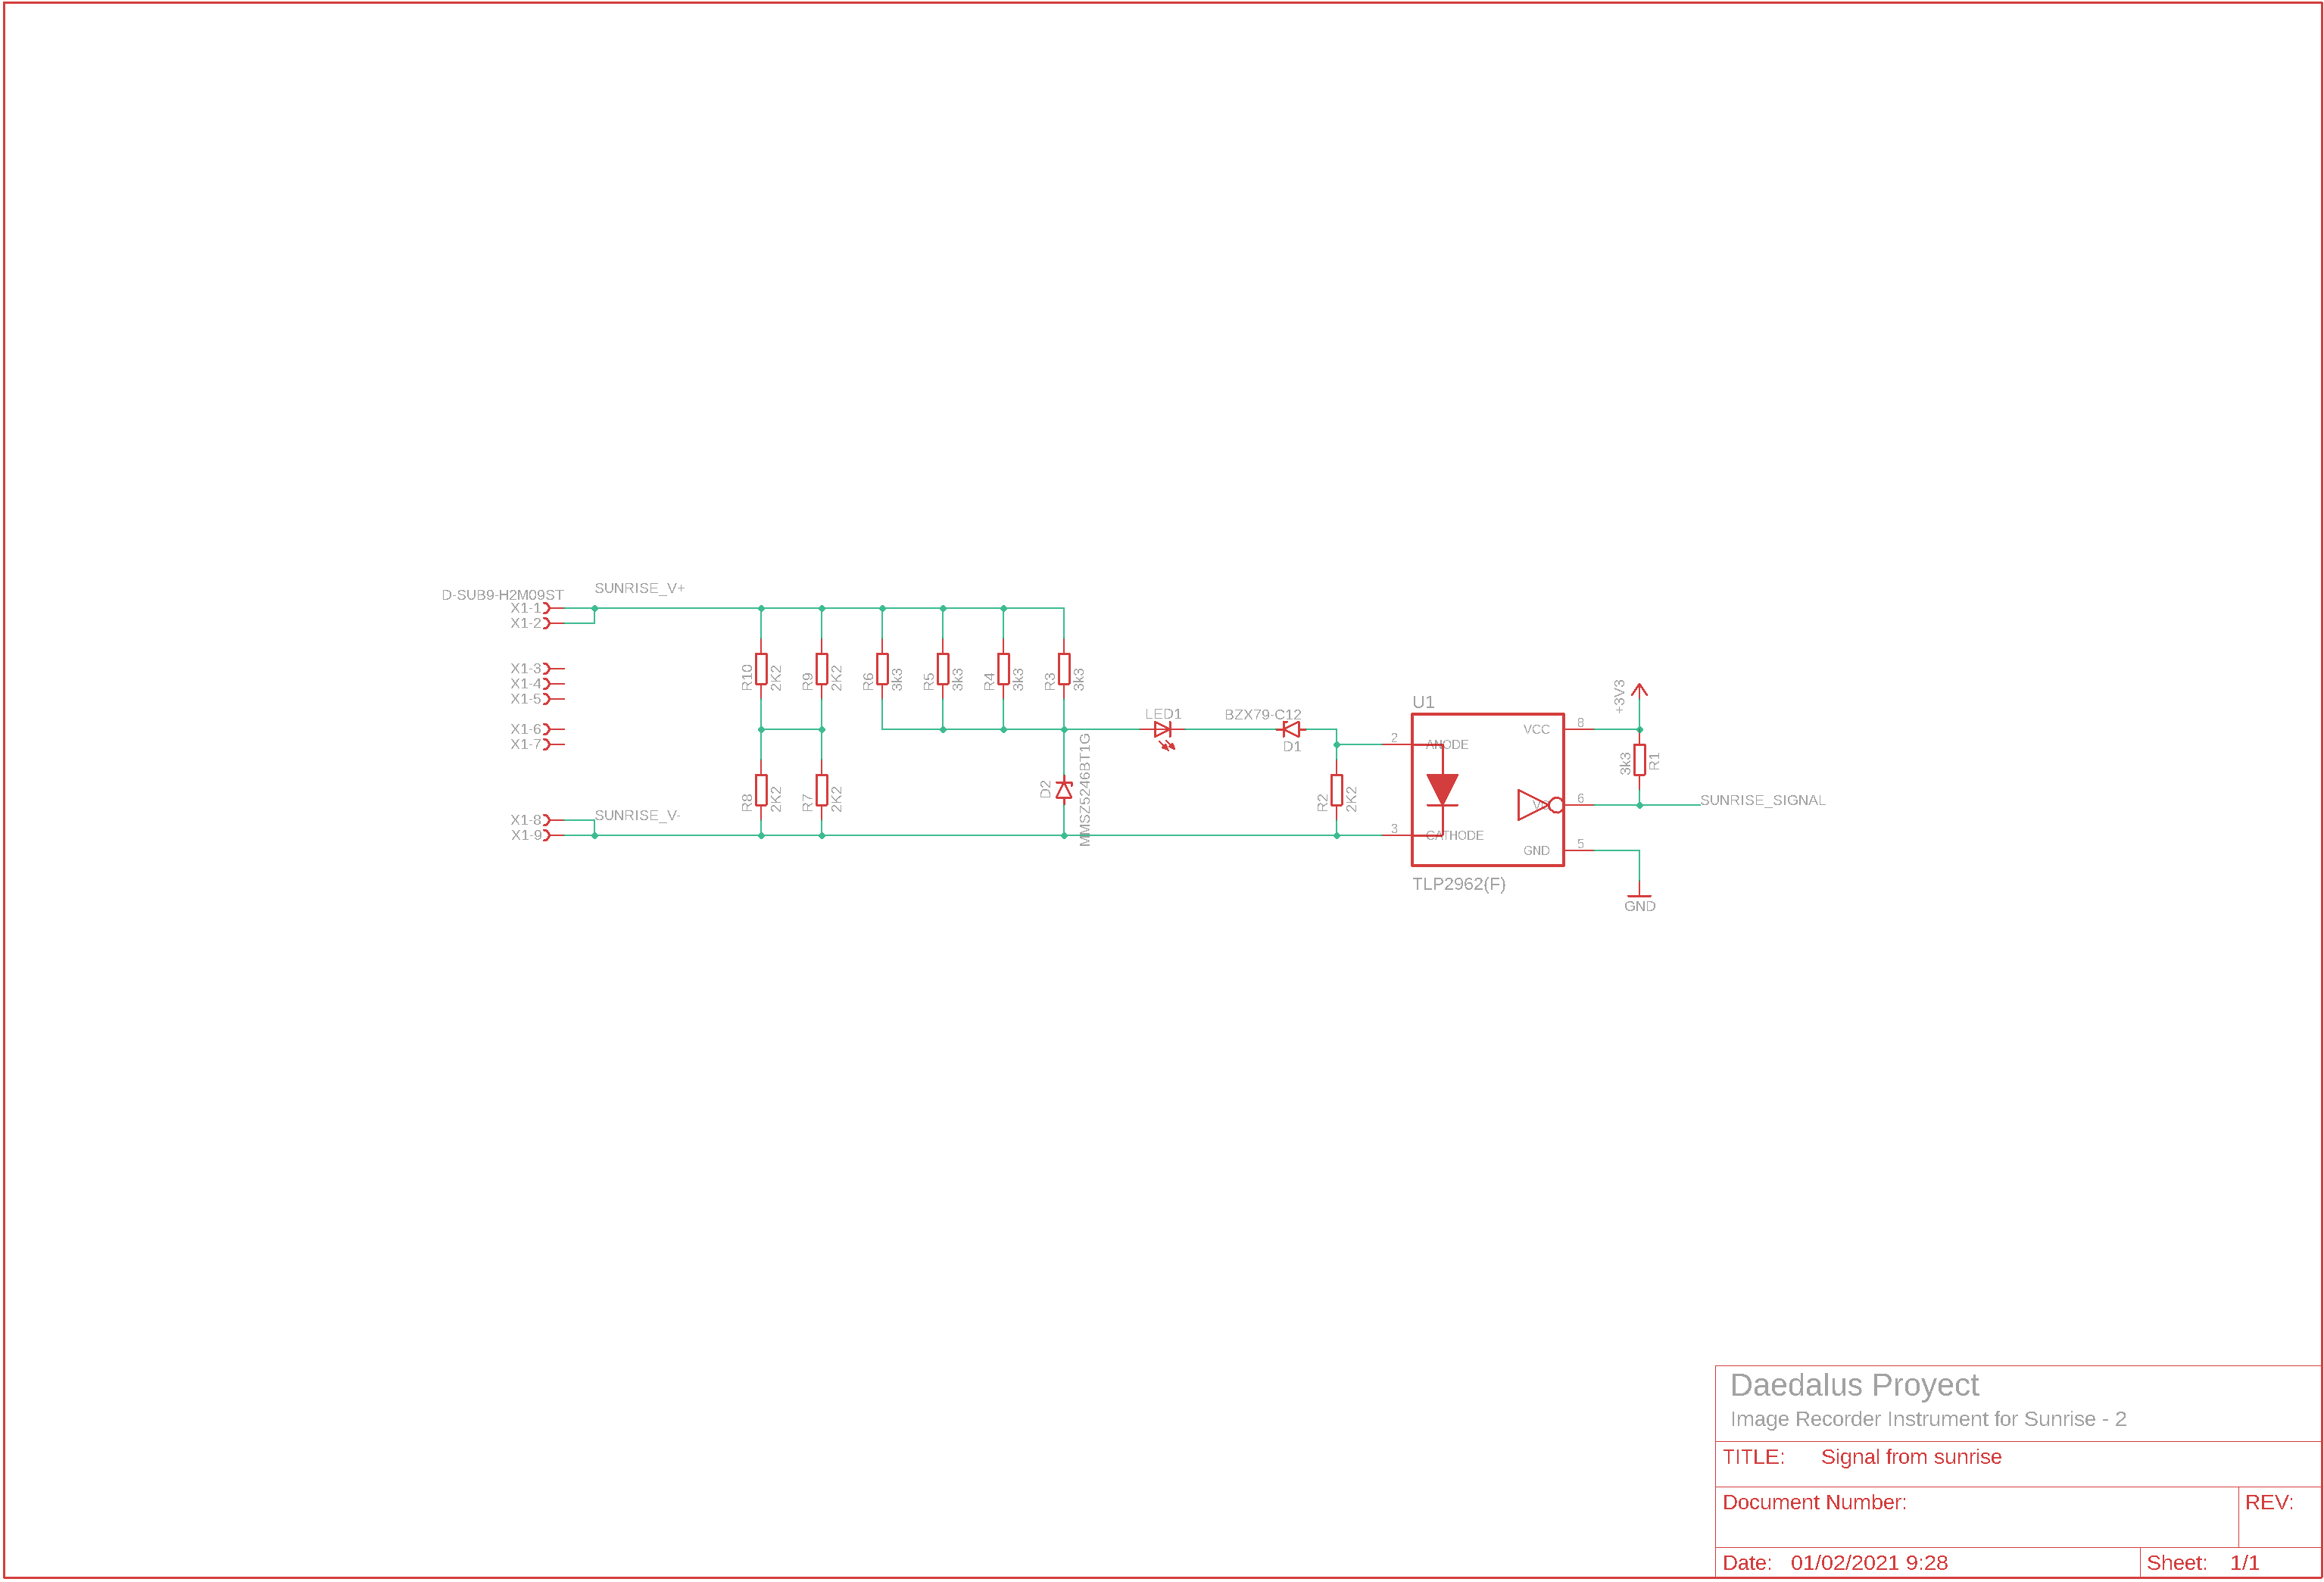 SUNRISE_V+
D-SUB9-H2M09ST
X1-1
X1-2
X1-3
X1-4
X1-5
X1-6
X1-7
X1-8
X1-9
SUNRISE_V-
R10
2K2
R9
2K2
R6
3k3
R5
3k3
R4
3k3
R3
3k3
R8
2K2
R7
2K2
D2
MMSZ5246BT1G
LED1
BZX79-C12
D1
R2
2K2
U1
2
ANODE
3
CATHODE
VCC
8
VO
6
GND
5
TLP2962(F)
+3V3
3k3
R1
SUNRISE_SIGNAL
GND
Daedalus Proyect
Image Recorder Instrument for Sunrise - 2
TITLE: Signal from sunrise
Document Number:
REV:
Date: 01/02/2021 9:28
Sheet: 1/1